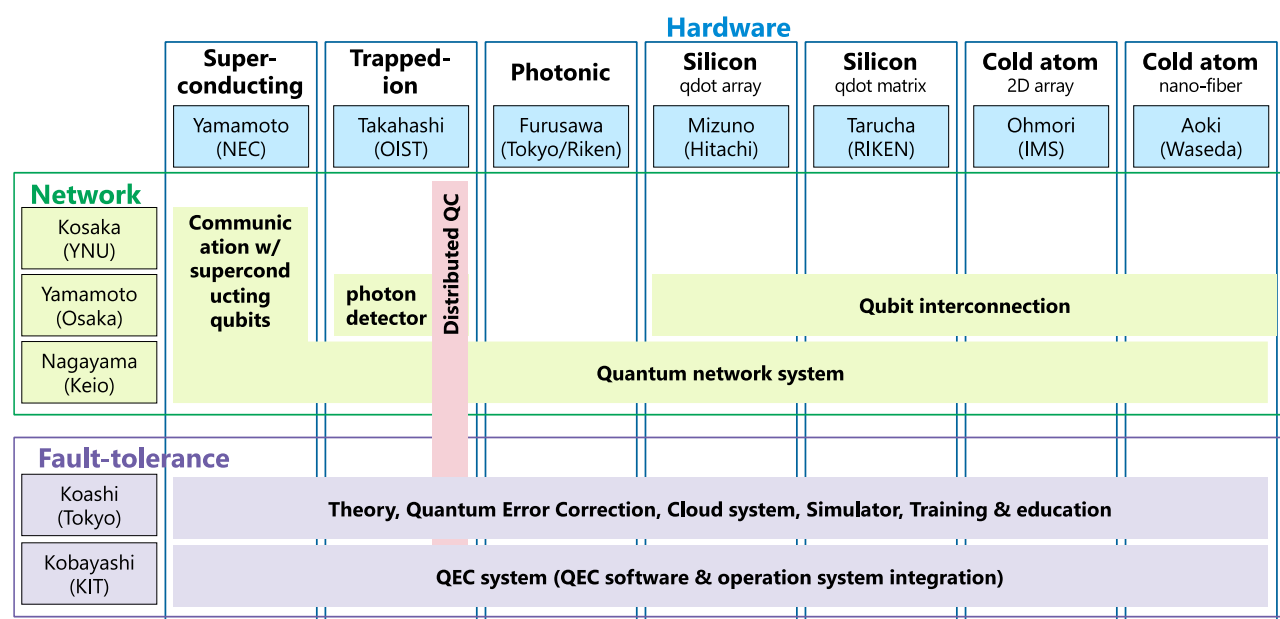 Hardware
Super-
conducting
Yamamoto
(NEC)
Trapped-
ion
Takahashi
(OIST)
Photonic
Furusawa
(Tokyo/Riken)
Silicon
qdot array
Mizuno
(Hitachi)
Silicon
qdot matrix
Tarucha
(RIKEN)
Cold atom
2D array
Ohmori
(IMS)
Cold atom
nano-fiber
Aoki
(Waseda)
Network
Kosaka
(YNU)
Yamamoto
(Osaka)
Nagayama
(Keio)
Communic
ation w/
supercond
ucting
qubits
photon
detector
Distributed QC
Qubit interconnection
Quantum network system
Fault-tolerance
Koashi
(Tokyo)
Theory, Quantum Error Correction, Cloud system, Simulator, Training & education
Kobayashi
(KIT)
QEC system (QEC software & operation system integration)